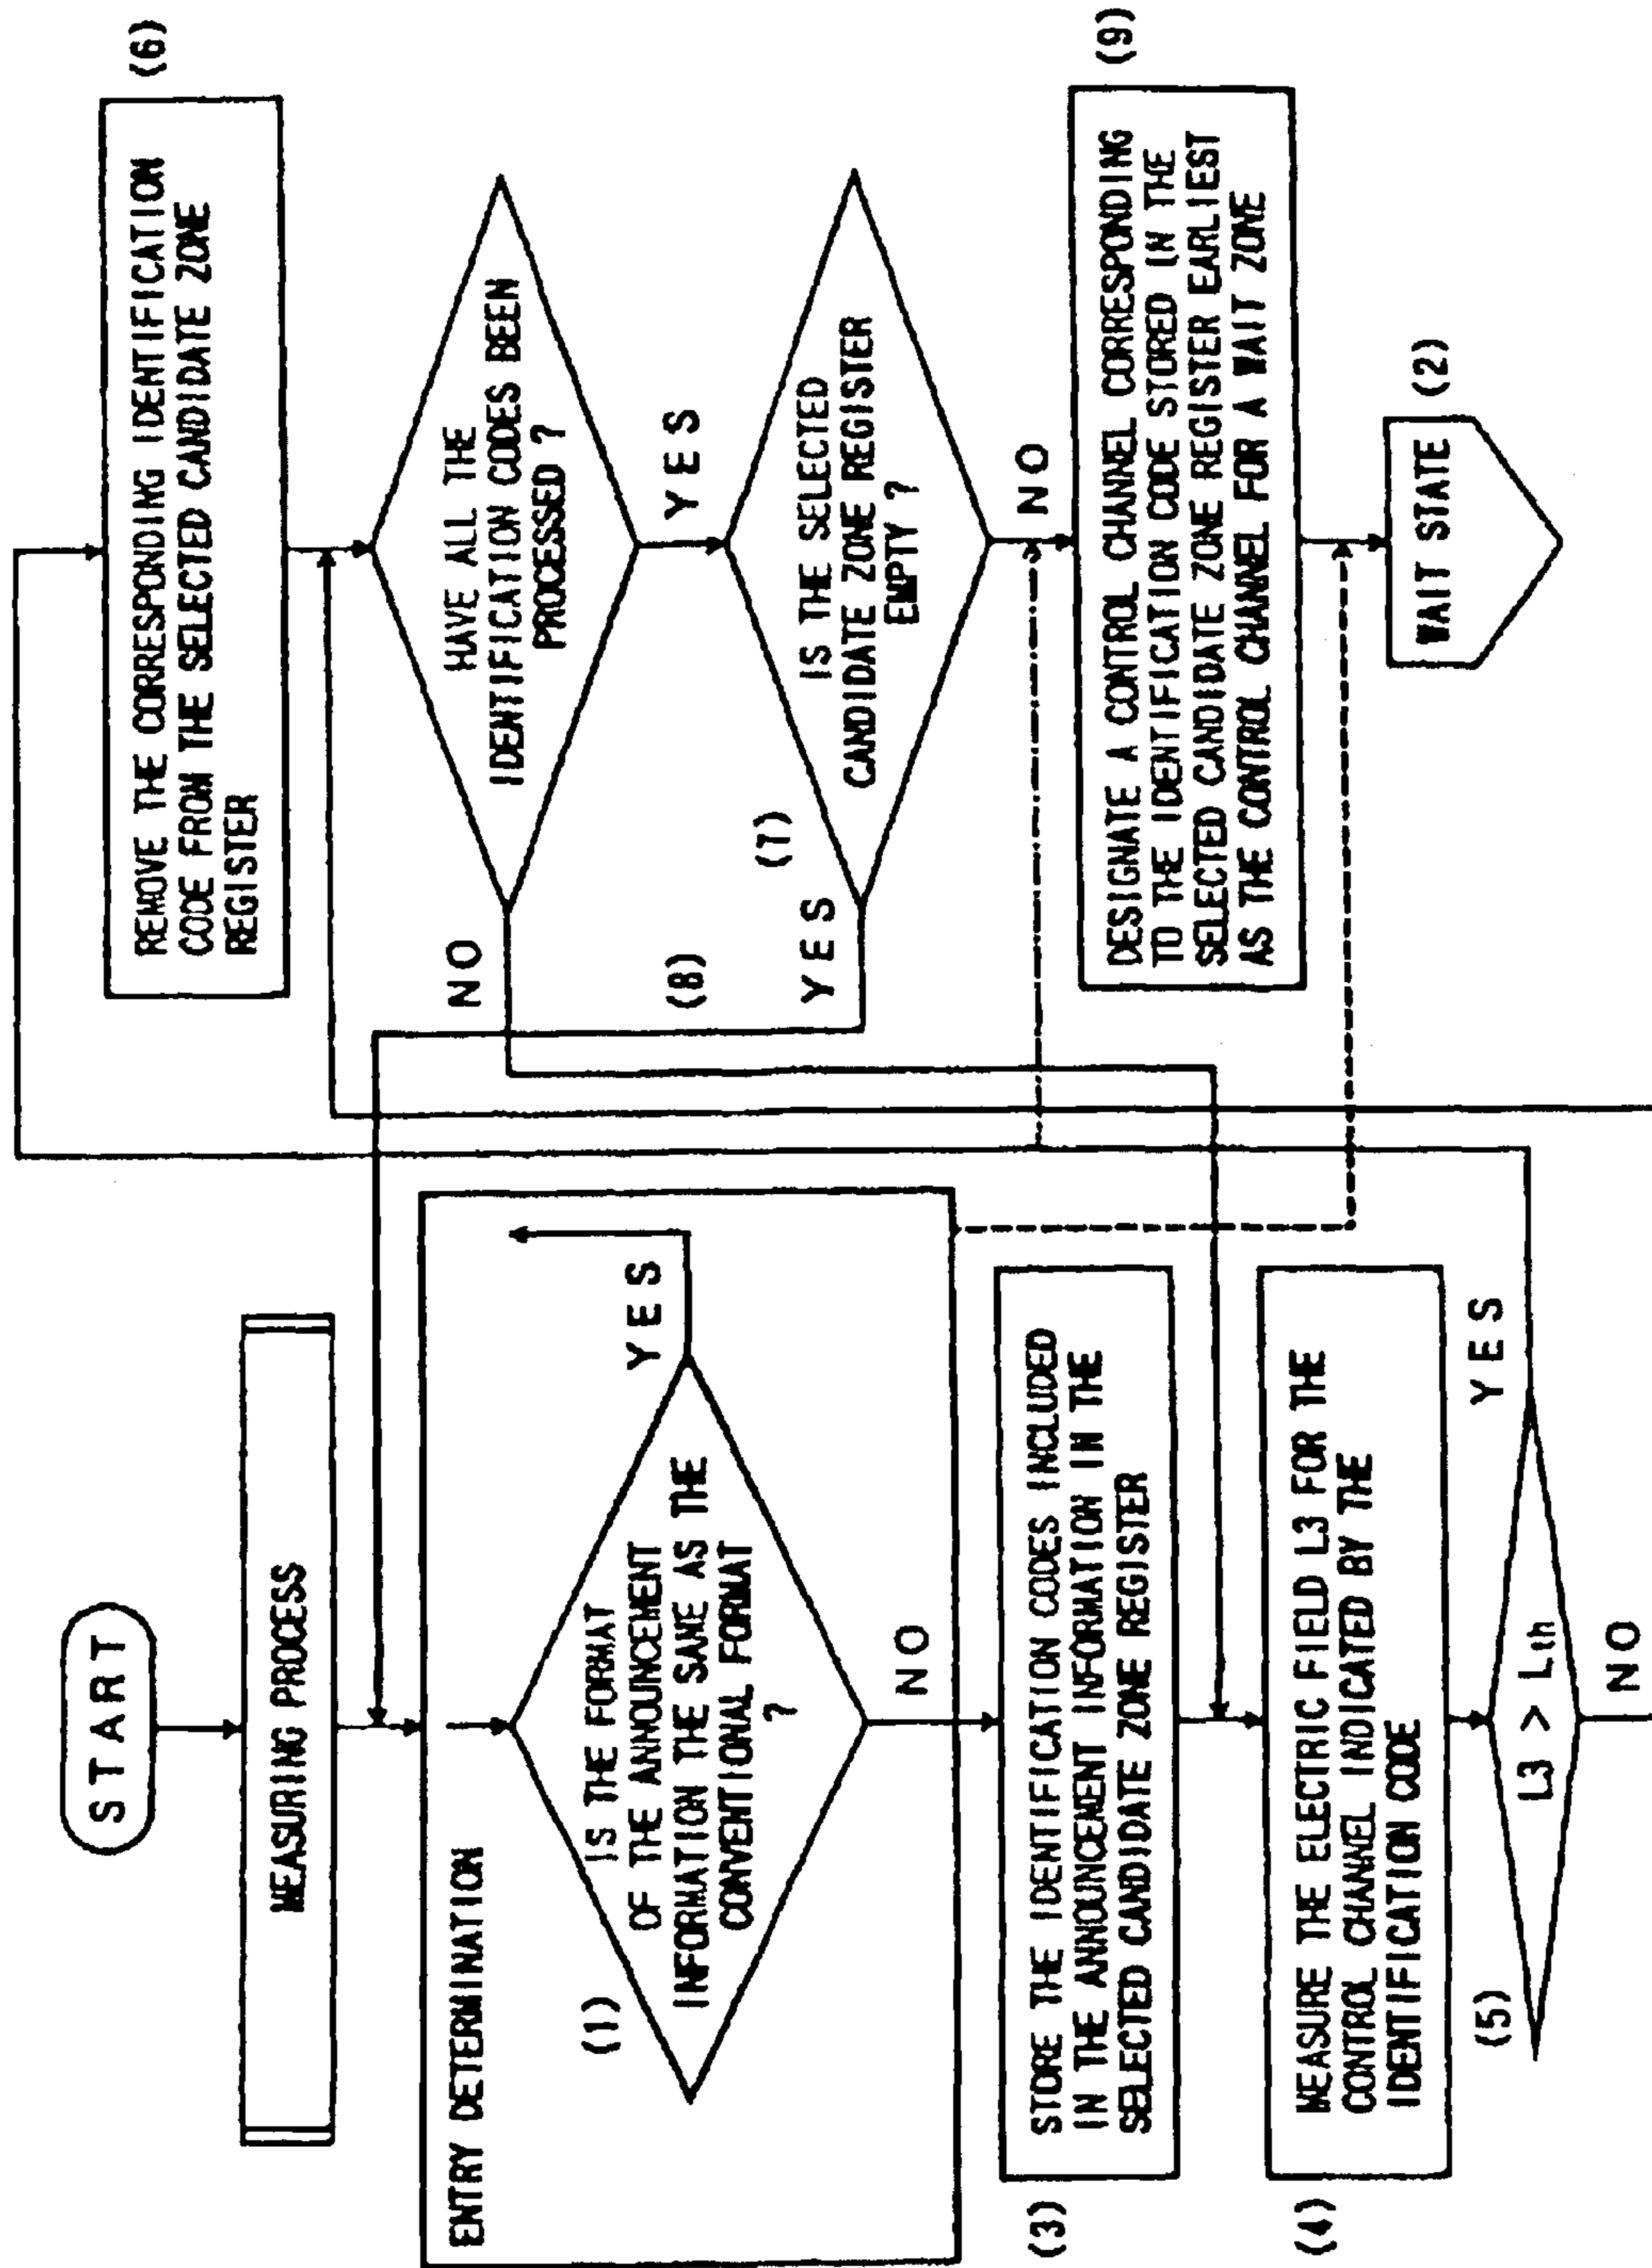 START
MEASURING PROCESS
ENTRY DETERMINATION
(1)
IS THE FORMAT
OF THE ANNOUNCEMENT
INFORMATION THE SAME AS THE
CONVENTIONAL FORMAT
?
YES
NO
(3)
STORE THE IDENTIFICATION CODES INCLUDED
IN THE ANNOUNCEMENT INFORMATION IN THE
SELECTED CANDIDATE ZONE REGISTER
(4)
MEASURE THE ELECTRIC FIELD L3 FOR THE
CONTROL CHANNEL INDICATED BY THE
IDENTIFICATION CODE
(5)
L3 > Lth
YES
NO
(6)
REMOVE THE CORRESPONDING IDENTIFICATION
CODE FROM THE SELECTED CANDIDATE ZONE
REGISTER
HAVE ALL THE
IDENTIFICATION CODES BEEN
PROCESSED ?
NO
YES
(8)
(7)
IS THE SELECTED
CANDIDATE ZONE REGISTER
EMPTY ?
YES
NO
(9)
DESIGNATE A CONTROL CHANNEL CORRESPONDING
TO THE IDENTIFICATION CODE STORED IN THE
SELECTED CANDIDATE ZONE REGISTER EARLIEST
AS THE CONTROL CHANNEL FOR A WAIT ZONE
WAIT STATE
(2)